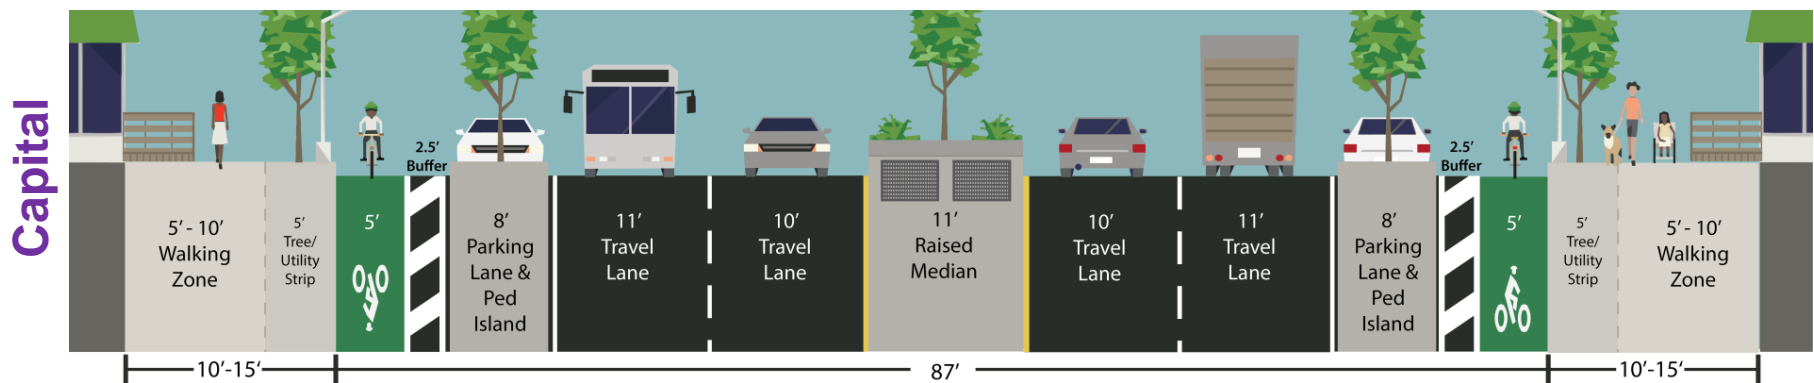 Capital
5' - 10'
Walking
Zone
5'
Tree/
Utility
Strip
5'
2.5'
Buffer
8'
Parking
Lane &
Ped
Island
11'
Travel
Lane
10'
Travel
Lane
11'
Raised
Median
10'
Travel
Lane
11'
Travel
Lane
8'
Parking
Lane &
Ped
Island
2.5'
Buffer
5'
5'
Tree/
Utility
Strip
5' - 10'
Walking
Zone
10'-15'
87'
10'-15'